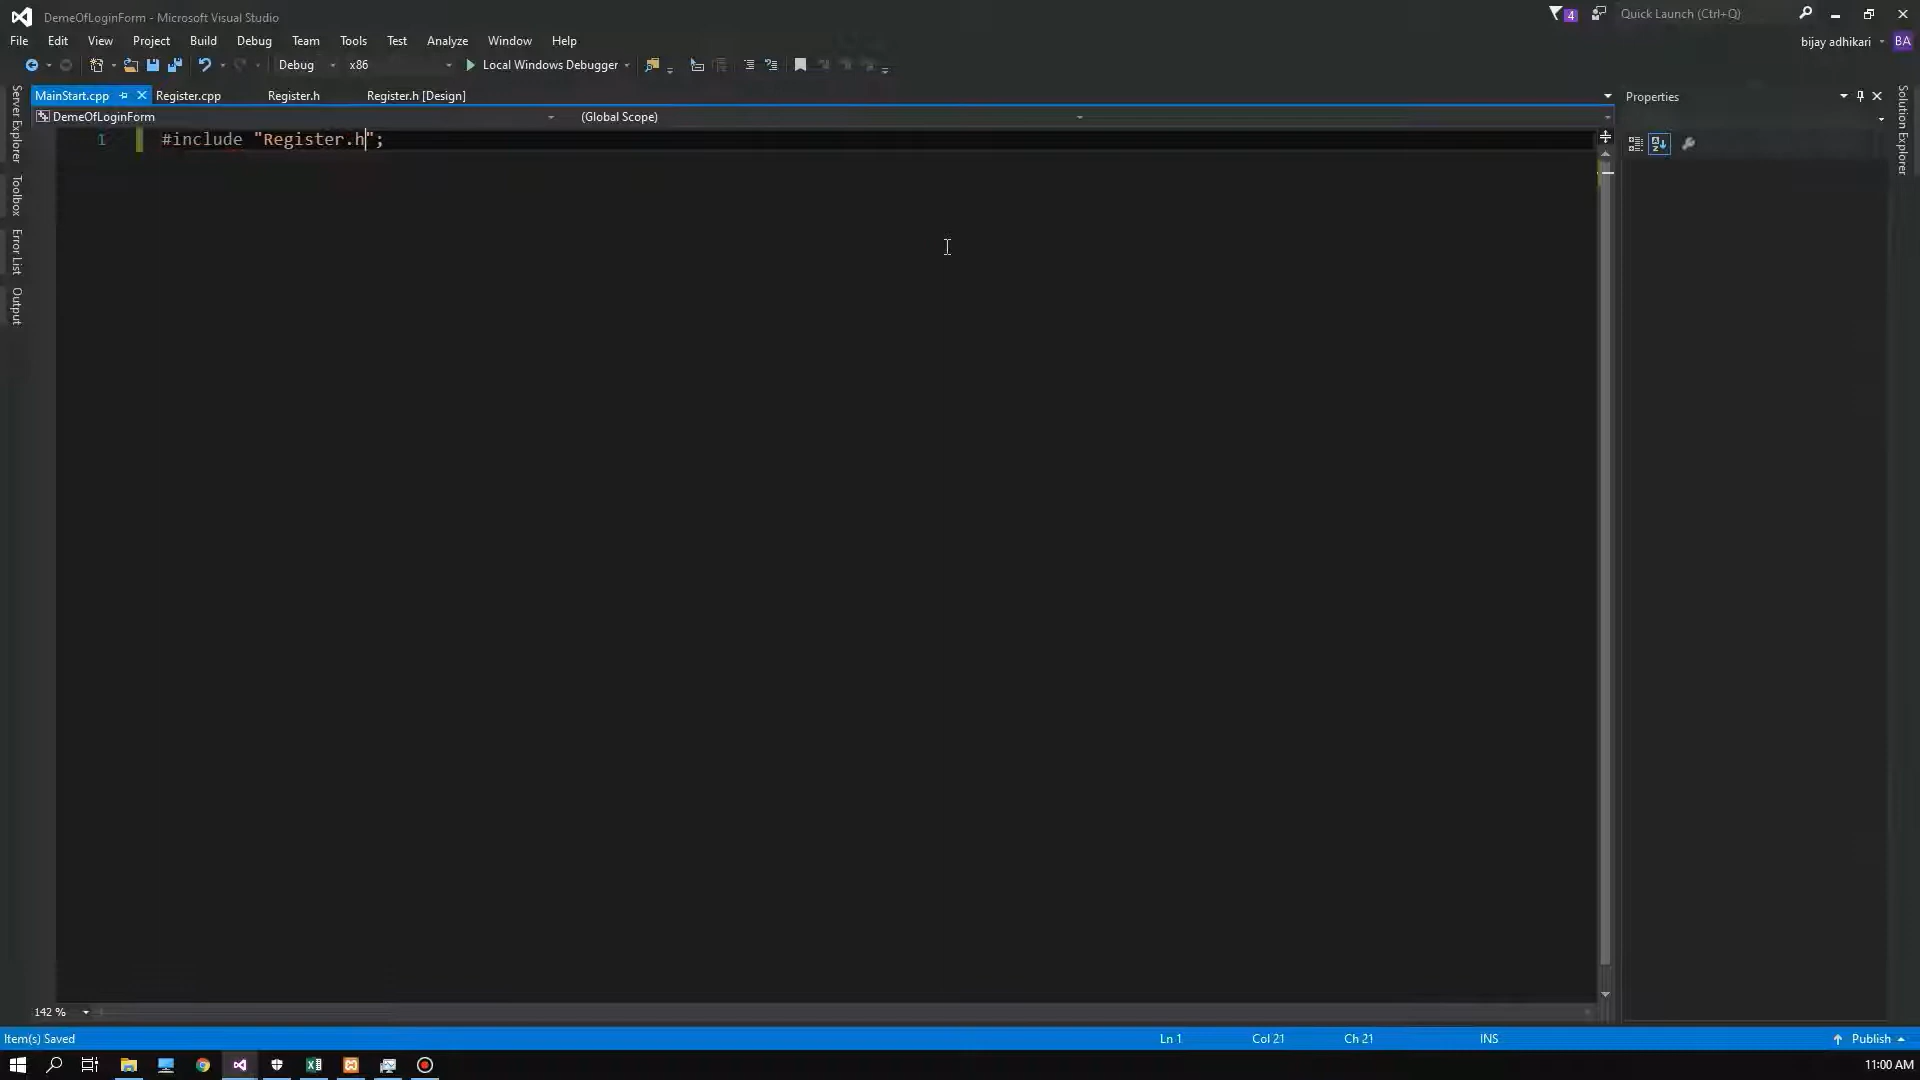 DemeOfLoginForm - Microsoft Visual Studio
4
Quick Launch (Ctrl+Q)
File Edit View Project Build Debug Team Tools Test Analyze Window Help
bijay adhikari
BA
Debug x86 Local Windows Debugger
MainStart.cpp Register.cpp Register.h Register.h [Design]
Properties
DemeOfLoginForm (Global Scope)
1 #include "Register.h";
Server Explorer
Toolbox
Error List
Output
Solution Explorer
142 %
Item(s) Saved Ln 1 Col 21 Ch 21 INS Publish
11:00 AM